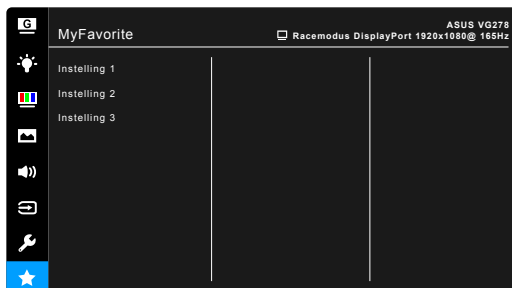 G
ASUS VG278
MyFavorite
Racemodus DisplayPort 1920x1080@ 165Hz
Instelling 1
Instelling 2
Instelling 3